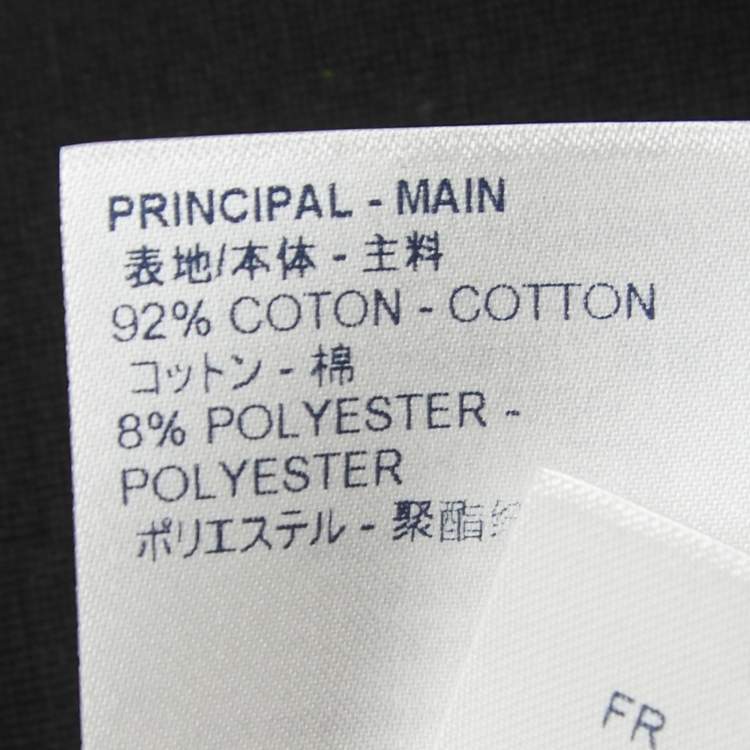 PRINCIPAL - MAIN
表地/本体 - 主料
92% COTON - COTTON
コットン - 棉
8% POLYESTER -
POLYESTER
ポリエステル - 聚酯
FR